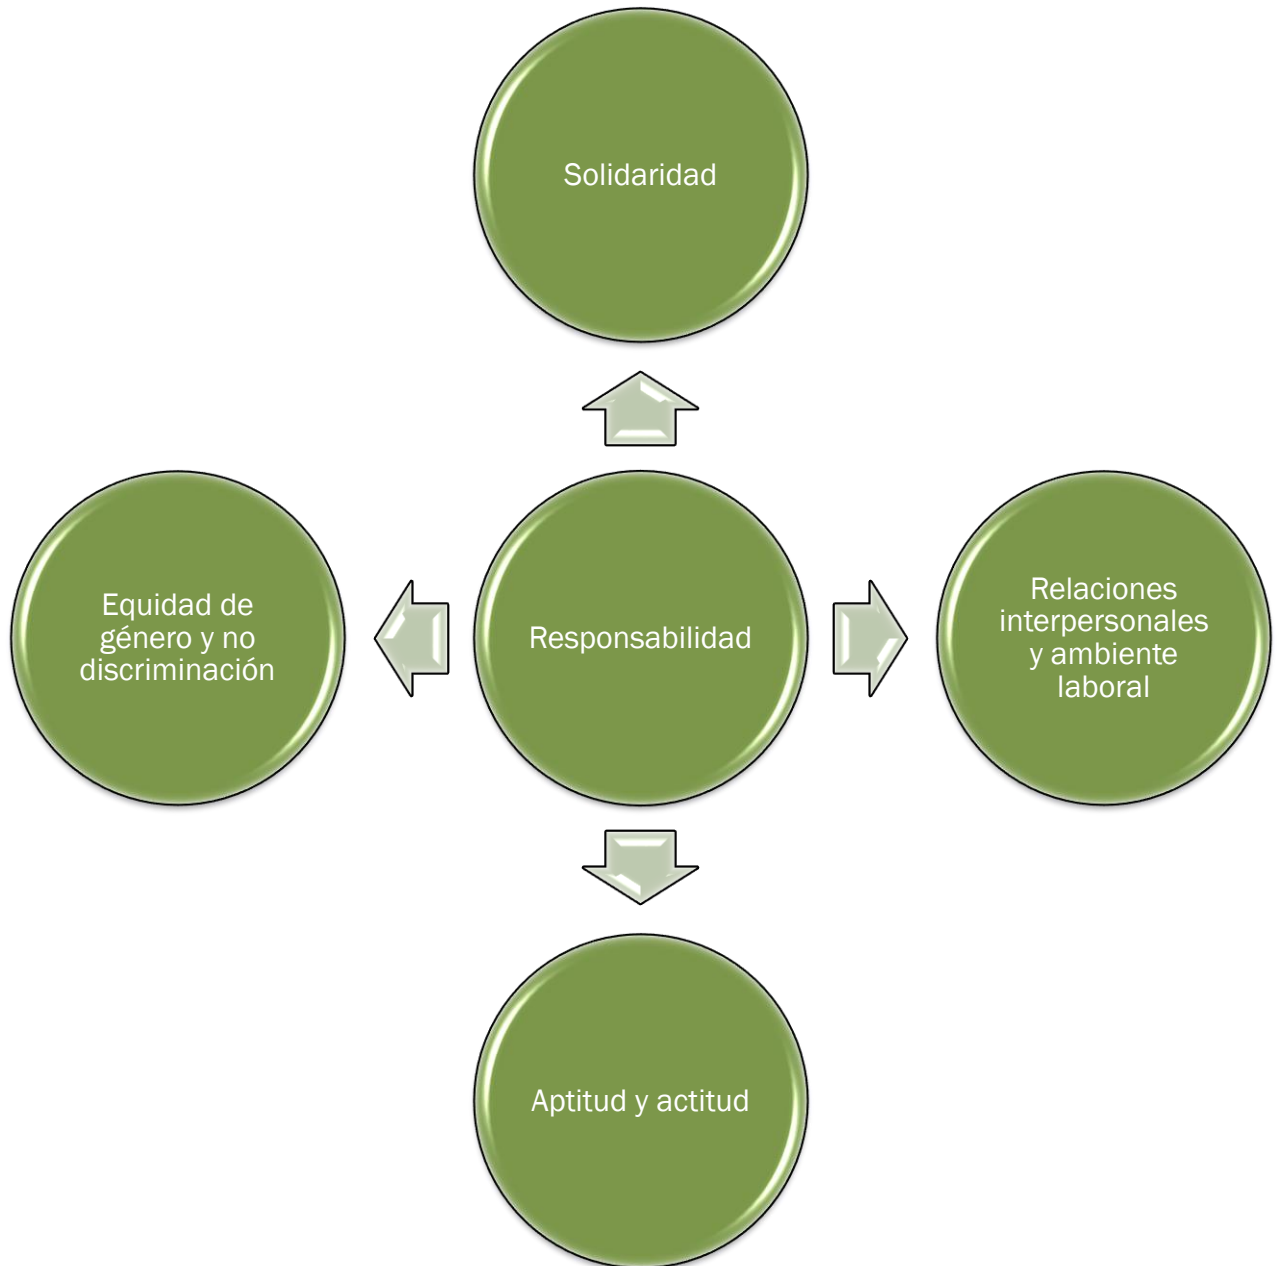 Solidaridad
Equidad de
género y no
discriminación
Responsabilidad
Relaciones
interpersonales
y ambiente
laboral
Aptitud y actitud